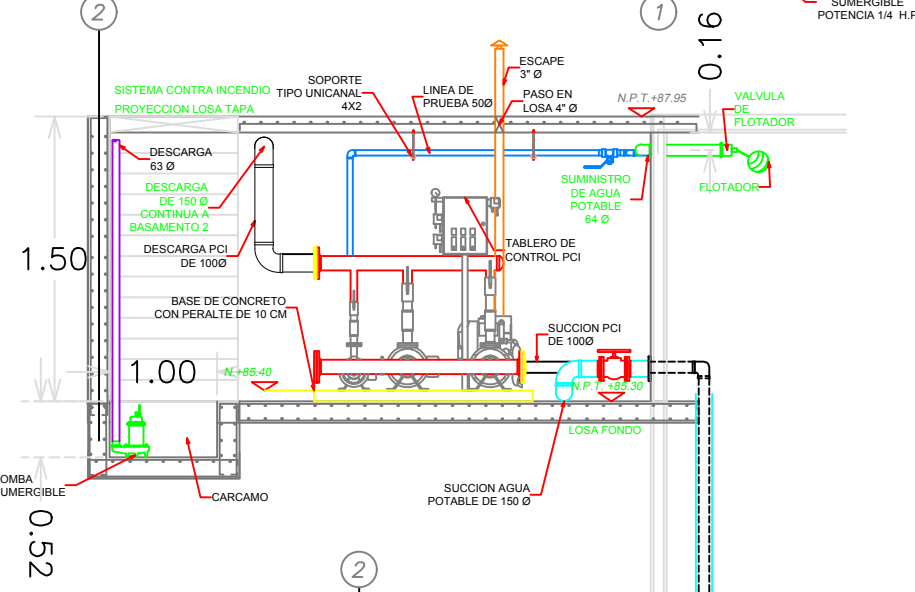 2
1
0.16
SUMERGIBLE
POTENCIA 1/4 H.P
SISTEMA CONTRA INCENDIO
PROYECCION LOSA TAPA
SOPORTE
TIPO UNICANAL
4X2
LINEA DE
PRUEBA 50Ø
ESCAPE
3" Ø
PASO EN
LOSA 4" Ø
N.P.T.+87.95
VALVULA
DE
FLOTADOR
FLOTADOR
DESCARGA
63 Ø
DESCARGA
DE 150 Ø
CONTINUA A
BASAMENTO 2
DESCARGA PCI
DE 100Ø
SUMINISTRO
DE AGUA
POTABLE
64 Ø
TABLERO DE
CONTROL PCI
1.50
BASE DE CONCRETO
CON PERALTE DE 10 CM
SUCCION PCI
DE 100Ø
1.00
N.+85.40
N.P.T. +85.30
LOSA FONDO
OMBA
UMERGIBLE
CARCAMO
SUCCION AGUA
POTABLE DE 150 Ø
0.52
2